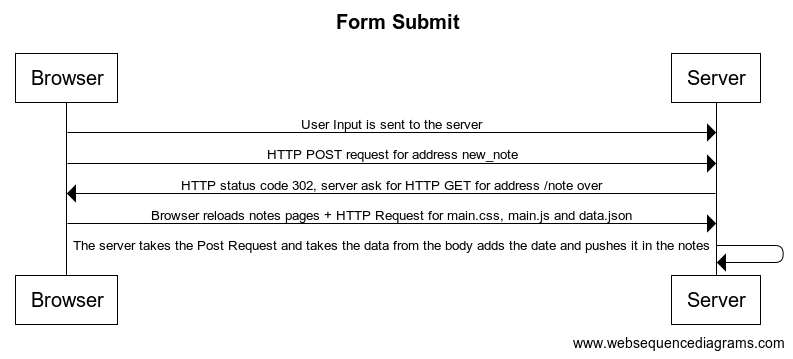 Form Submit
Browser
Server
User Input is sent to the server
HTTP POST request for address new_note
HTTP status code 302, server ask for HTTP GET for address /note over
Browser reloads notes pages + HTTP Request for main.css, main.js and data.json
The server takes the Post Request and takes the data from the body adds the date and pushes it in the notes
Browser
Server
www.websequencediagrams.com